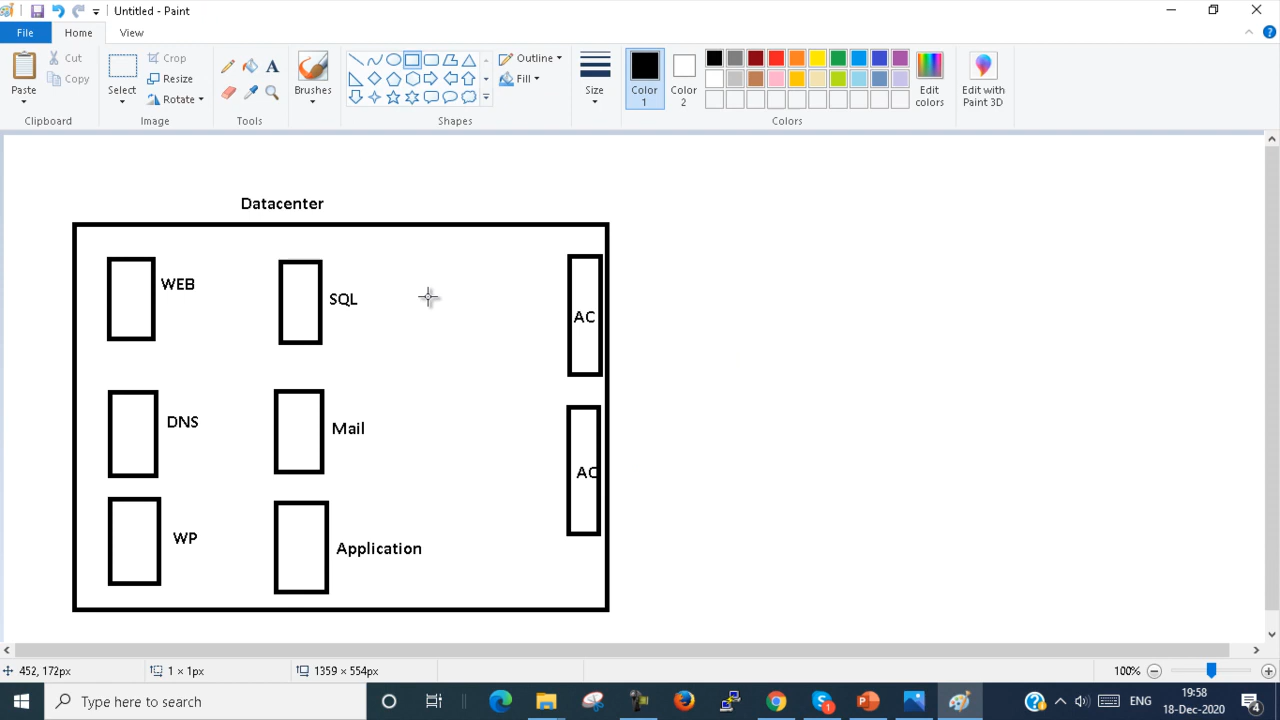 Untitled - Paint
File
Home
View
Paste
Cut
Copy
Clipboard
Select
Crop
Resize
Rotate
Image
Tools
Brushes
Shapes
Outline
Fill
Size
Color 1
Color 2
Colors
Edit colors
Edit with Paint 3D
Datacenter
WEB
SQL
AC
DNS
Mail
AC
WP
Application
452, 172px
1 × 1px
1359 × 554px
100%
Type here to search
1
ENG
19:58
18-Dec-2020
4